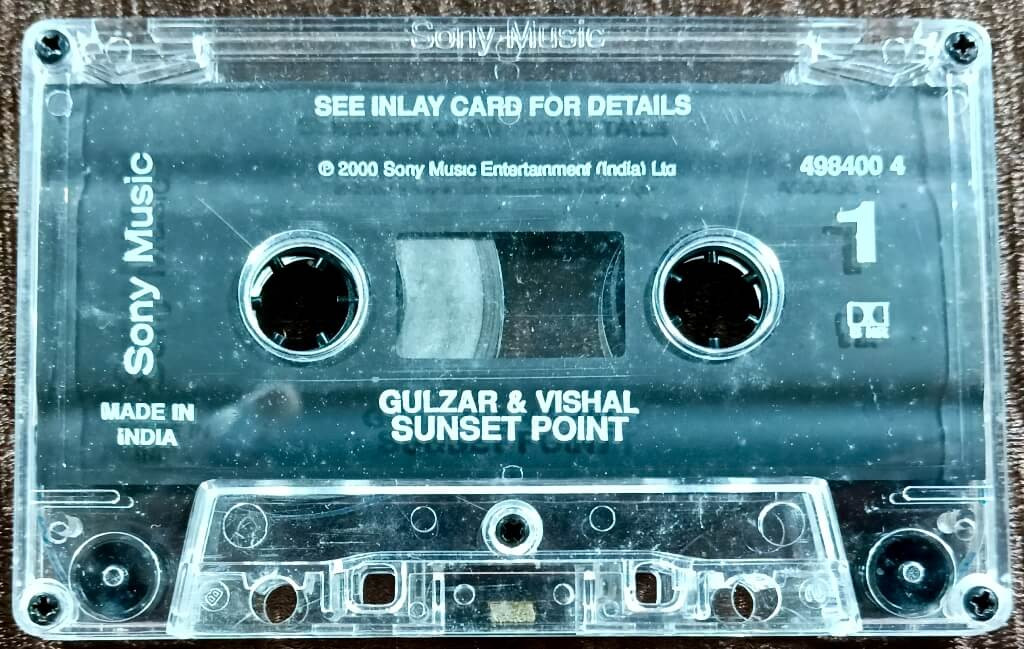 Sony Music
SEE INLAY CARD FOR DETAILS
℗ 2000 Sony Music Entertainment (India) Ltd
498400 4
1
Sony Music
MADE IN
INDIA
GULZAR & VISHAL
SUNSET POINT